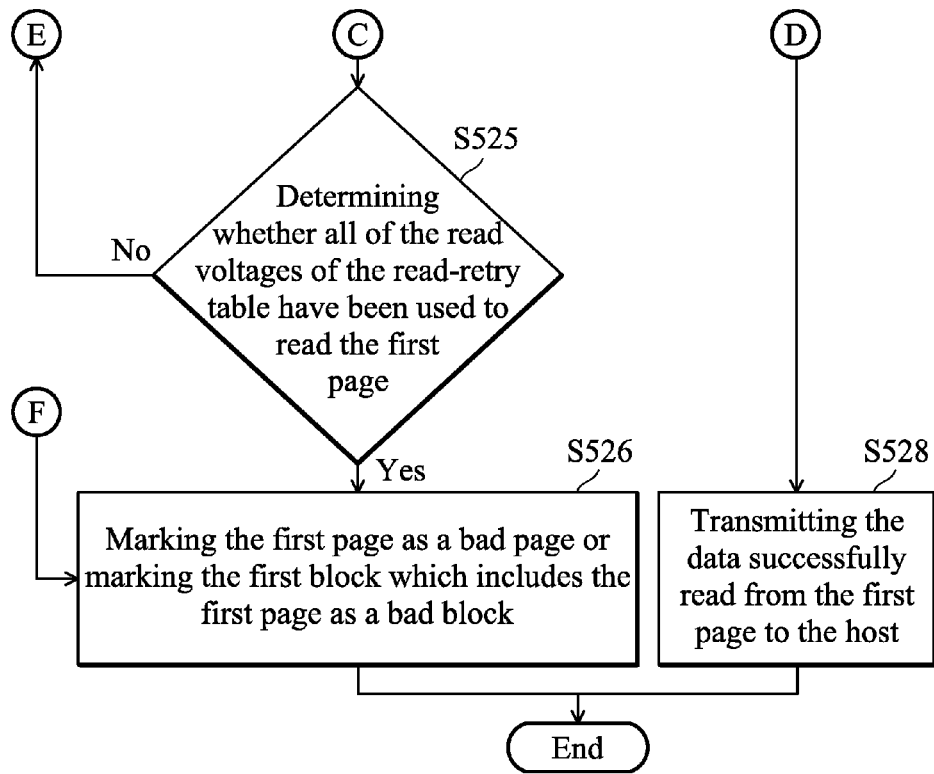 E
C
D
S525
Determining
whether all of the read
voltages of the read-retry
table have been used to
read the first
page
No
F
Yes
S526
S528
Marking the first page as a bad page or
marking the first block which includes the
first page as a bad block
Transmitting the
data successfully
read from the first
page to the host
End